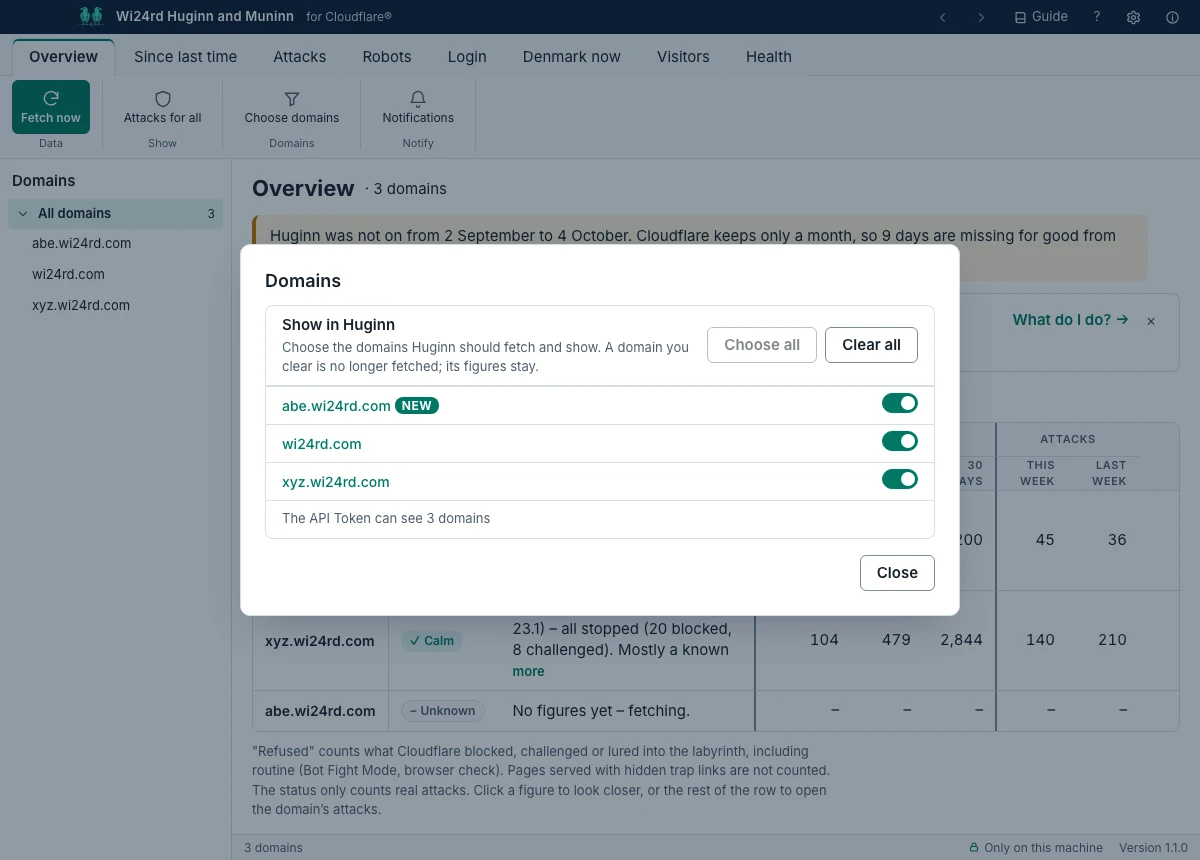 Wi24rd Huginn and Muninn for Cloudflare®
Guide ?
Overview Since last time Attacks Robots Login Denmark now Visitors Health
Fetch now Attacks for all Choose domains Notifications
Data Show Domains Notify
Domains
All domains 3
abe.wi24rd.com
wi24rd.com
xyz.wi24rd.com
Overview · 3 domains
Huginn was not on from 2 September to 4 October. Cloudflare keeps only a month, so 9 days are missing for good from
What do I do? → ×
Domains
Show in Huginn
Choose the domains Huginn should fetch and show. A domain you
clear is no longer fetched; its figures stay.
Choose all Clear all
abe.wi24rd.com NEW
wi24rd.com
xyz.wi24rd.com
The API Token can see 3 domains
Close
ATTACKS
30 THIS LAST
WEEK WEEK
45 36
xyz.wi24rd.com ✓ Calm
23.1) – all stopped (20 blocked,
8 challenged). Mostly a known
more
104 479 2,844 140 210
abe.wi24rd.com – Unknown No figures yet – fetching. – – – – –
"Refused" counts what Cloudflare blocked, challenged or lured into the labyrinth, including
routine (Bot Fight Mode, browser check). Pages served with hidden trap links are not counted.
The status only counts real attacks. Click a figure to look closer, or the rest of the row to open
the domain's attacks.
3 domains Only on this machine Version 1.1.0